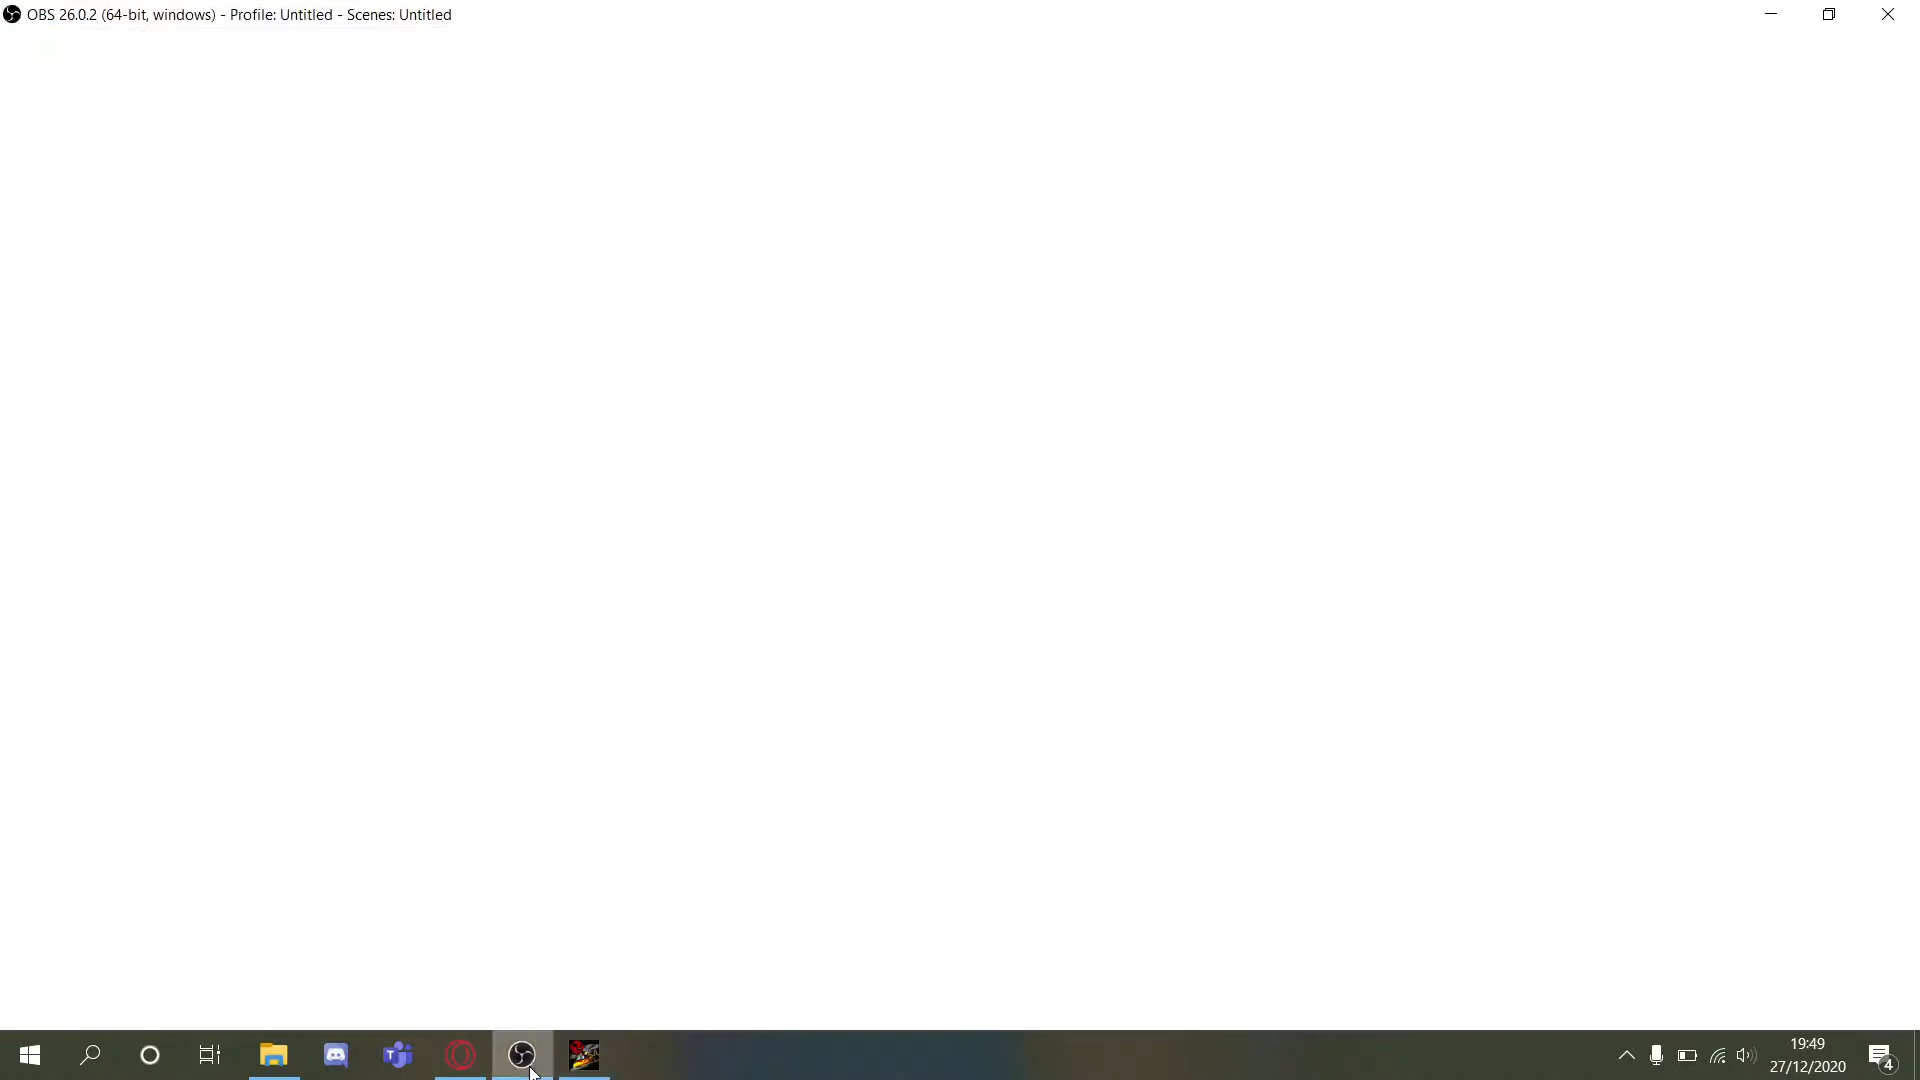 OBS 26.0.2 (64-bit, windows) - Profile: Untitled - Scenes: Untitled
19:49
27/12/2020
4